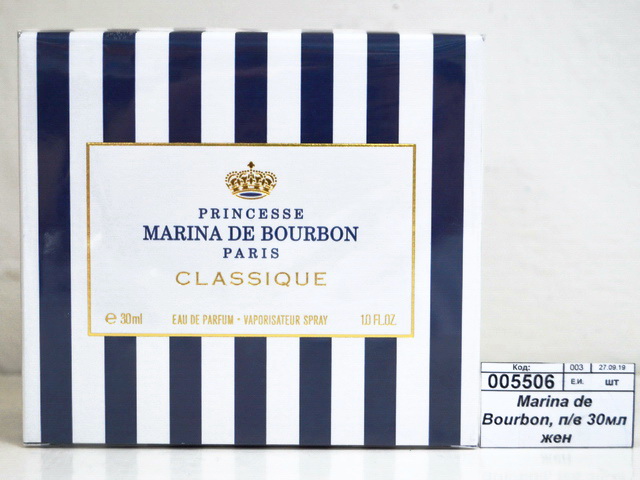 PRINCESSE
MARINA DE BOURBON
PARIS
CLASSIQUE
℮ 30ml EAU DE PARFUM • VAPORISATEUR SPRAY 1.0 FL.OZ.
Код: 003 27.09.19
005506 Е.И. шт
Marina de
Bourbon, п/в 30мл
жен